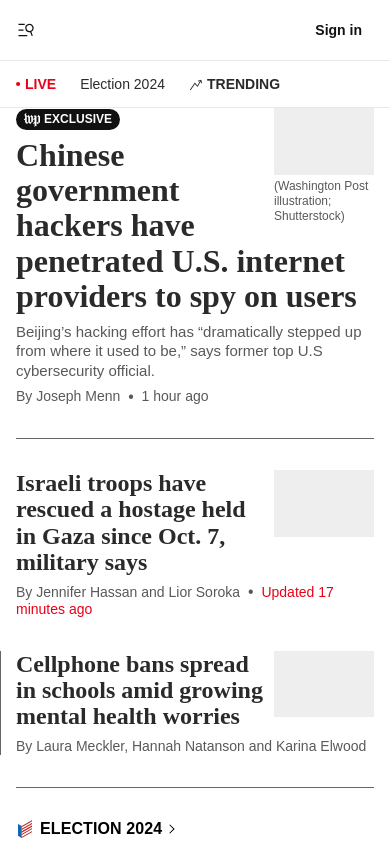 Sign in
LIVE
Election 2024
TRENDING
wp EXCLUSIVE
Chinese
government
hackers have
penetrated U.S. internet
providers to spy on users
(Washington Post
illustration;
Shutterstock)
Beijing’s hacking effort has “dramatically stepped up
from where it used to be,” says former top U.S
cybersecurity official.
By Joseph Menn • 1 hour ago
Israeli troops have
rescued a hostage held
in Gaza since Oct. 7,
military says
By Jennifer Hassan and Lior Soroka • Updated 17
minutes ago
Cellphone bans spread
in schools amid growing
mental health worries
By Laura Meckler, Hannah Natanson and Karina Elwood
ELECTION 2024